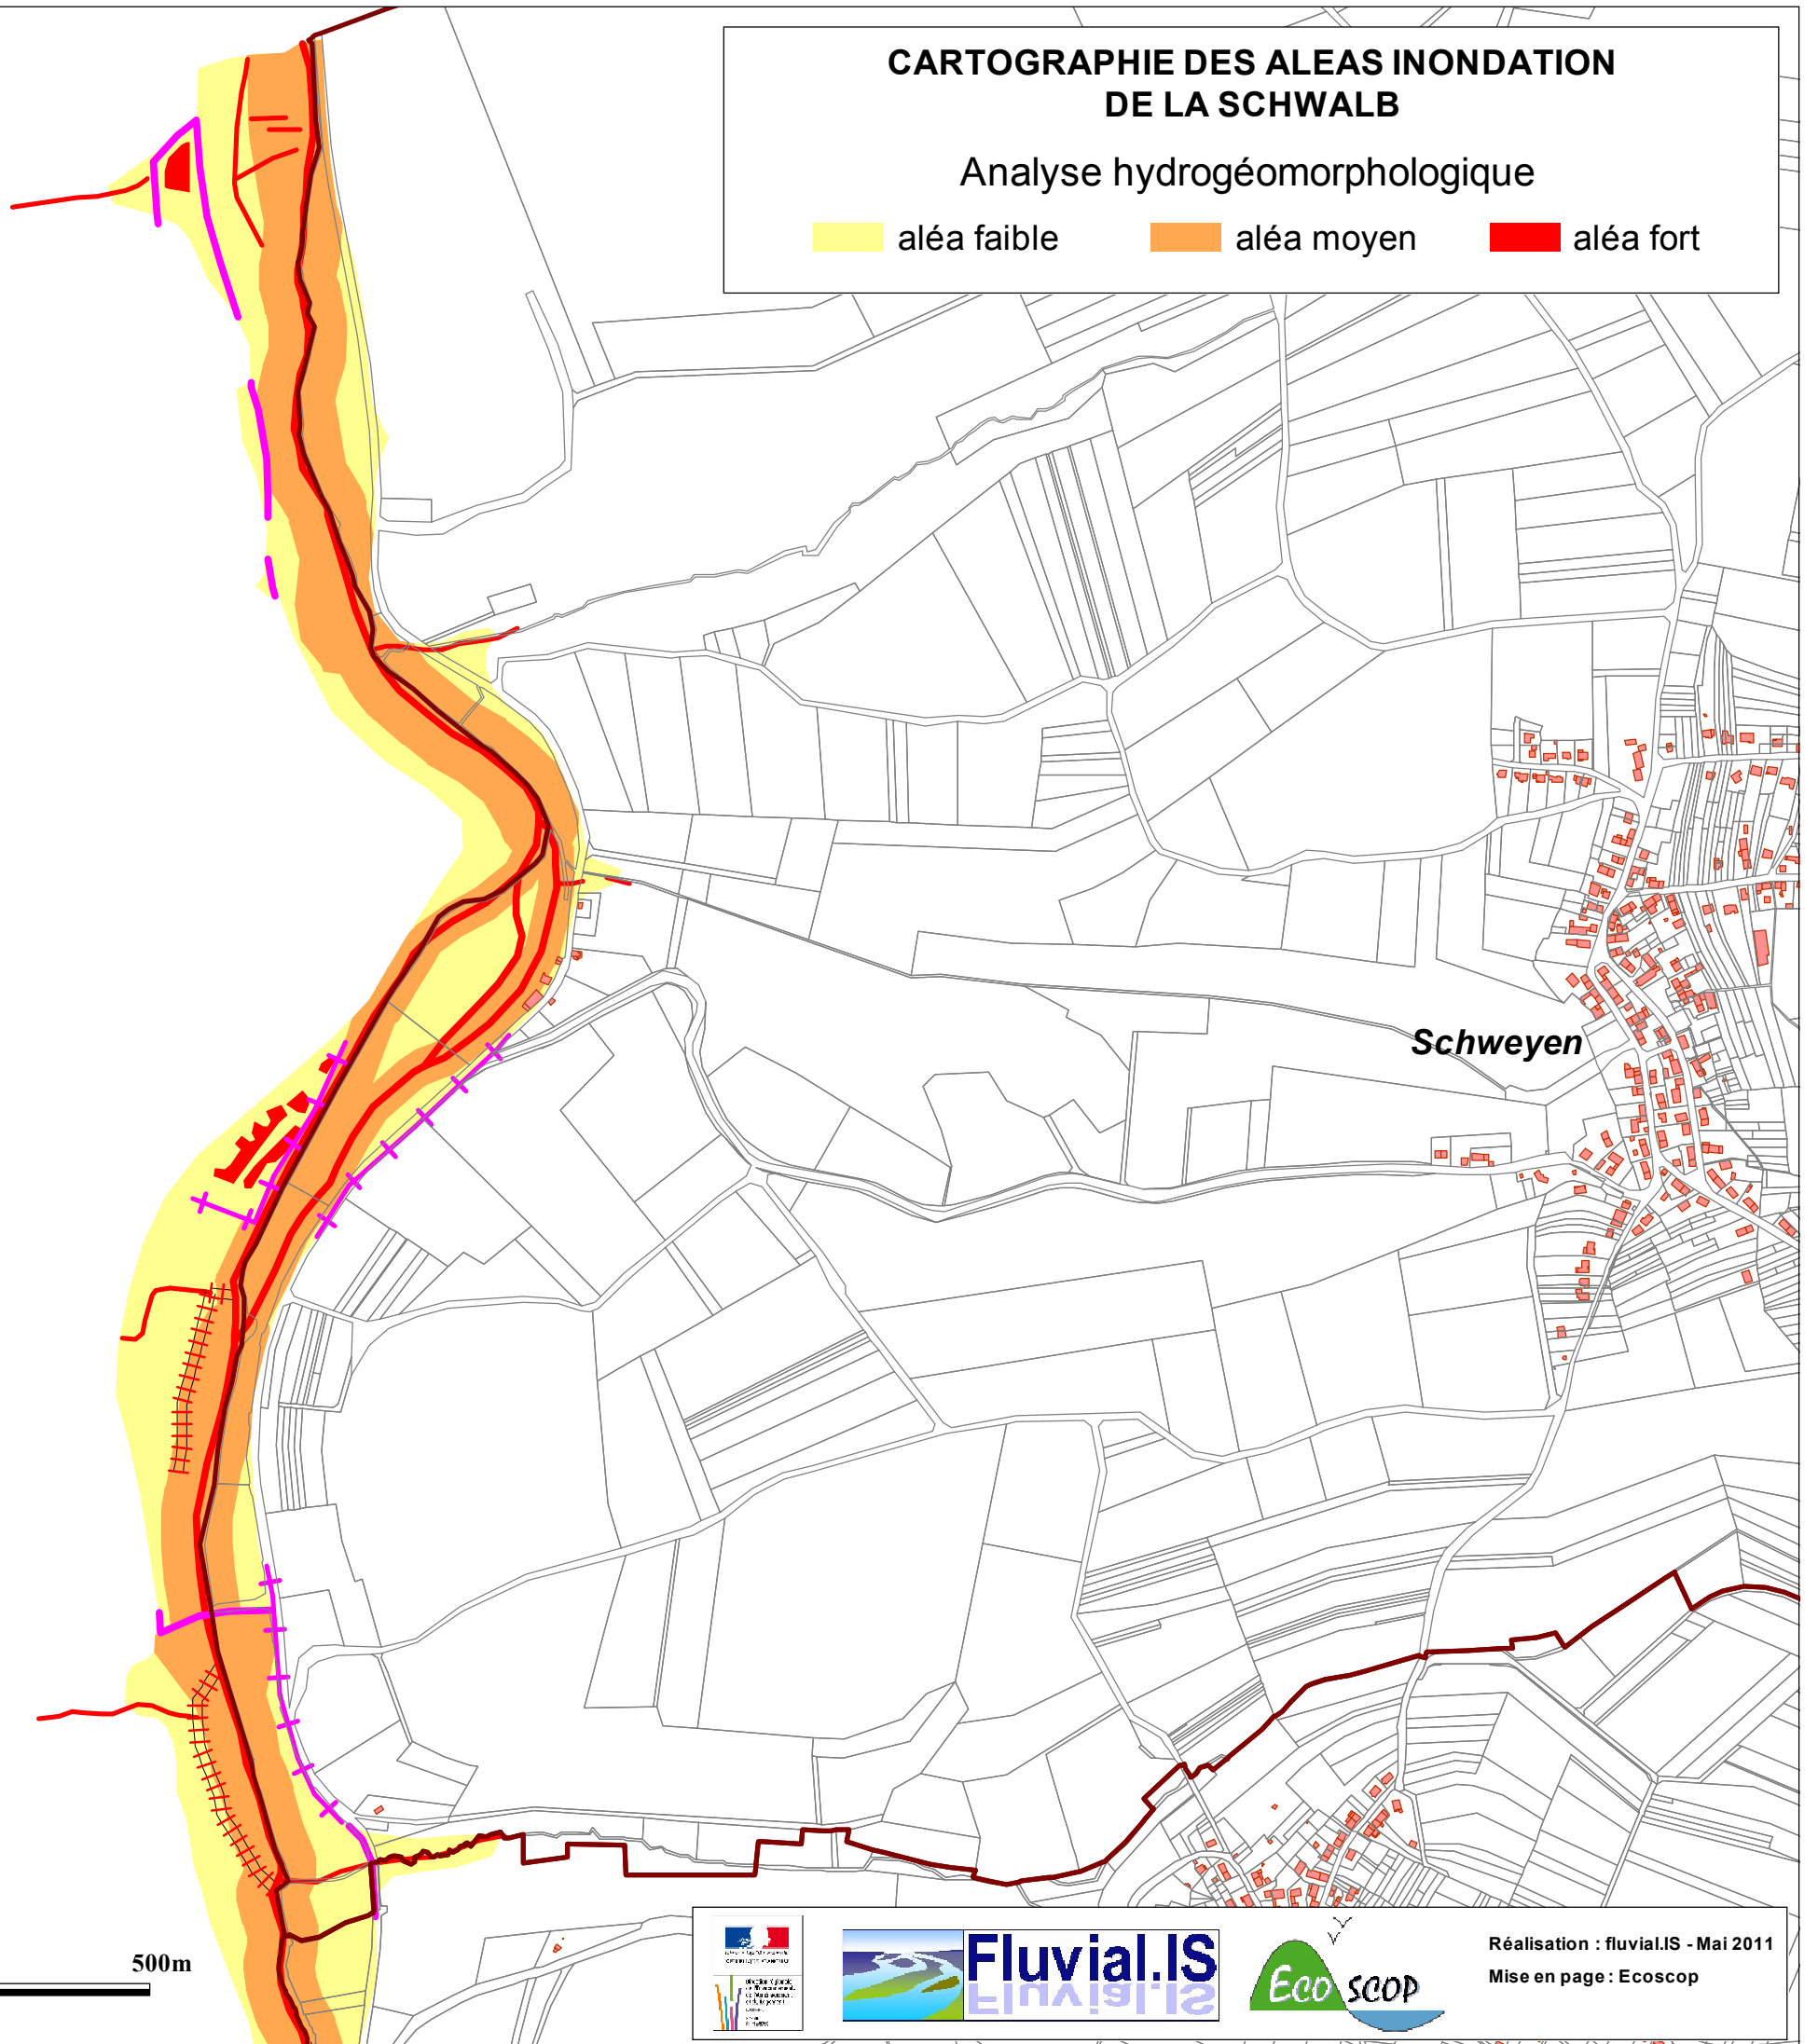 CARTOGRAPHIE DES ALEAS INONDATION
DE LA SCHWALB
Analyse hydrogéomorphologique
aléa faible
aléa moyen
aléa fort
Schweyen
500m
Fluvial.IS
ECO SCOP
Réalisation : fluvial.IS - Mai 2011
Mise en page : Ecoscop